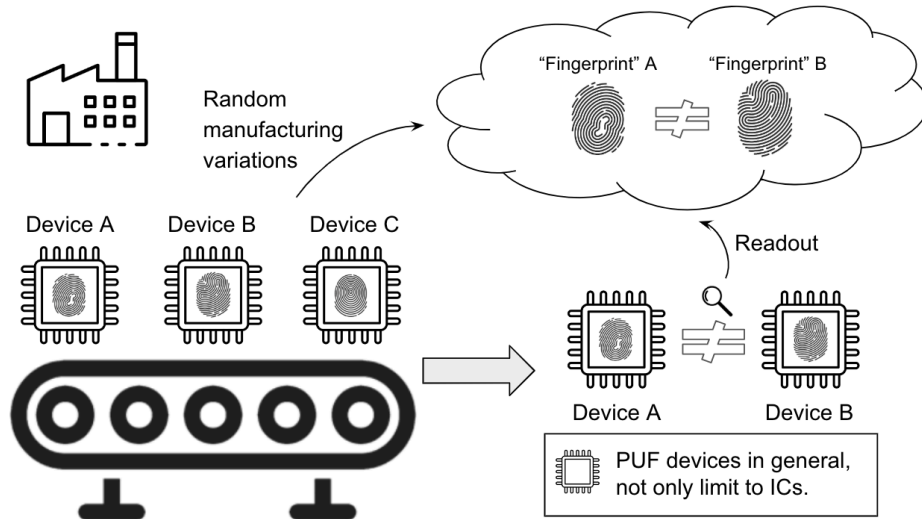 “Fingerprint” A
“Fingerprint” B
Random
manufacturing
variations
Device A
Device B
Device C
Readout
Device A
Device B
PUF devices in general,
not only limit to ICs.